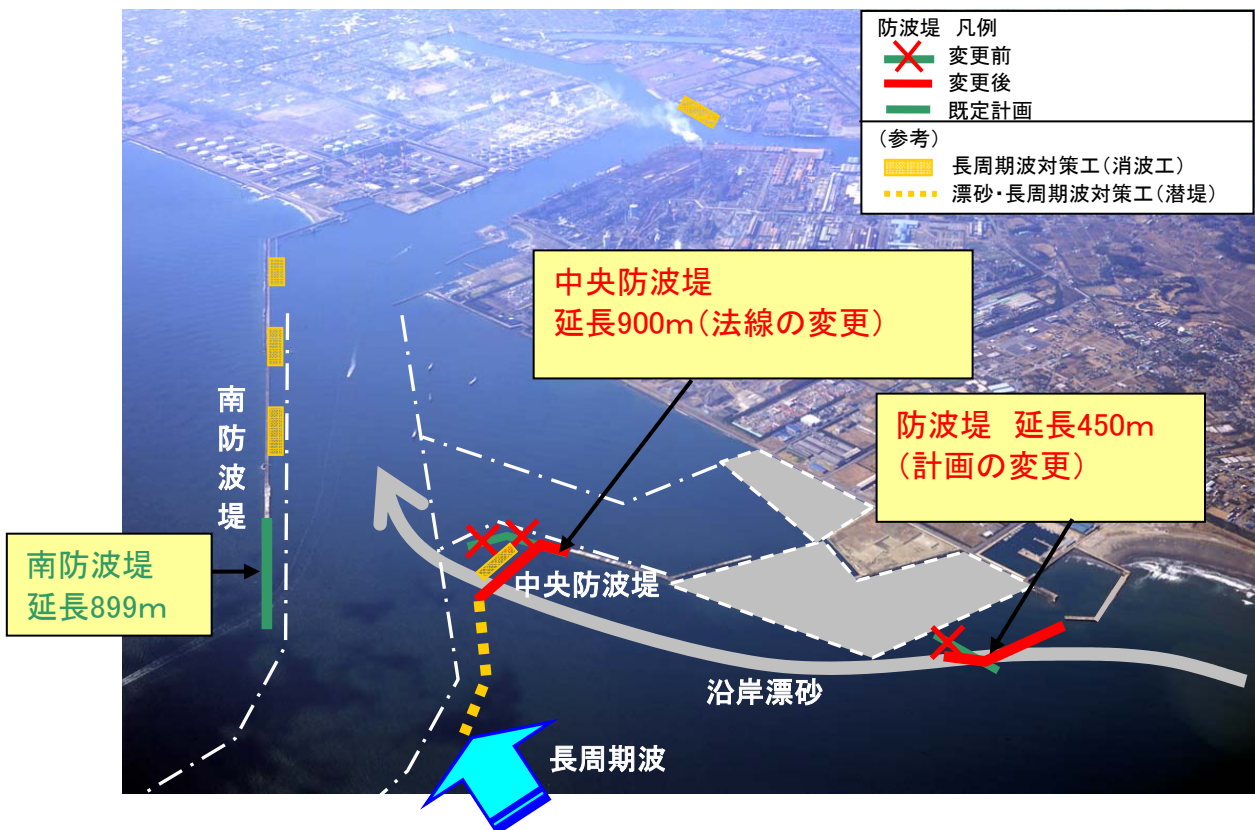 防波堤 凡例
変更前
変更後
既定計画
(参考)
長周期波対策工(消波工)
漂砂・長周期波対策工(潜堤)
中央防波堤
延長900m(法線の変更)
防波堤 延長450m
(計画の変更)
南防波堤
南防波堤
延長899m
中央防波堤
沿岸漂砂
長周期波